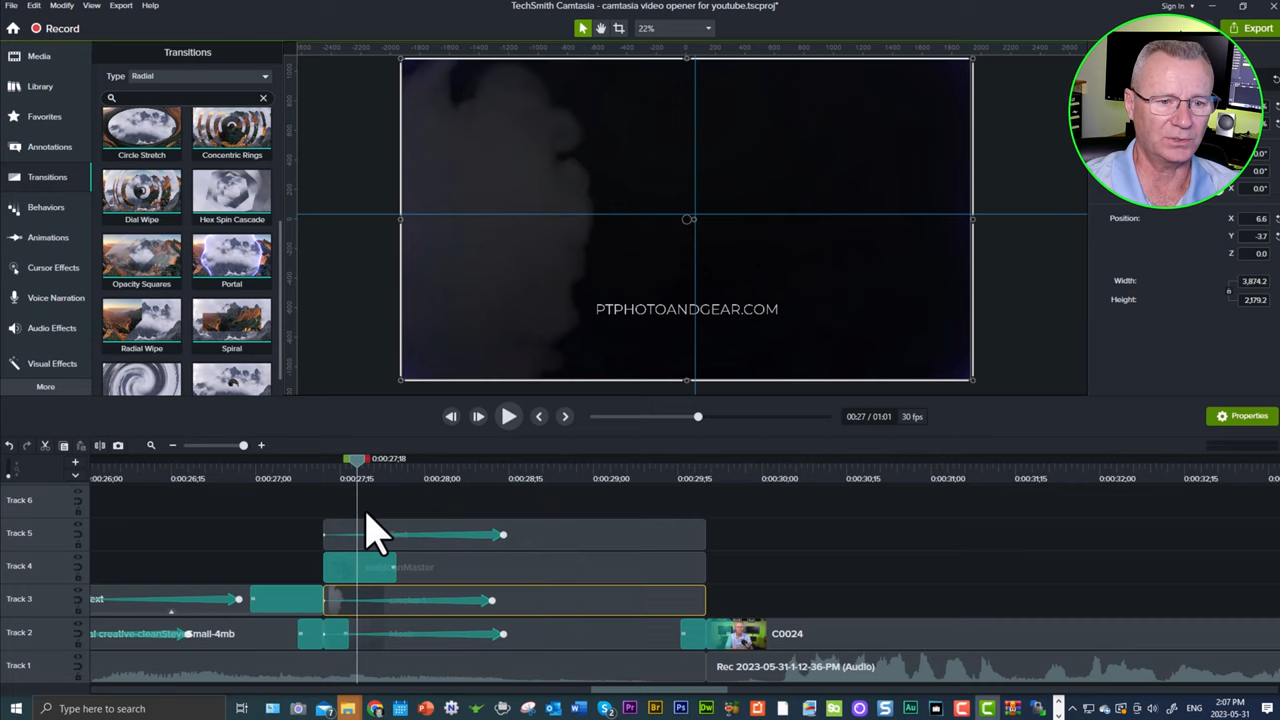 File Edit Modify View Export Help
TechSmith Camtasia - camtasia video opener for youtube.tscproj*
Sign In
Record
22%
Export
Media
Library
Favorites
Annotations
Transitions
Behaviors
Animations
Cursor Effects
Voice Narration
Audio Effects
Visual Effects
More
Transitions
Type Radial
Circle Stretch Concentric Rings
Dial Wipe Hex Spin Cascade
Opacity Squares Portal
Radial Wipe Spiral
PTPHOTOANDGEAR.COM
0.0°
0.0°
0.0°
Position: X 6.6
Y -3.7
Z 0.0
Width: 3,874.2
Height: 2,179.2
00:27 / 01:01 30 fps
Properties
0:00:27;18
0:00:26;00 0:00:26;15 0:00:27;00 0:00:27;15 0:00:28;00 0:00:28;15 0:00:29;00 0:00:29;15 0:00:30;00 0:00:30;15 0:00:31;00 0:00:31;15 0:00:32;00 0:00:32;15
Track 6
Track 5
Track 4
Track 3 ext
Track 2 creative-cleanSteveSmall-4mb C0024
Track 1 Rec 2023-05-31-1-12-36-PM (Audio)
Type here to search
ENG
2:07 PM
2023-05-31